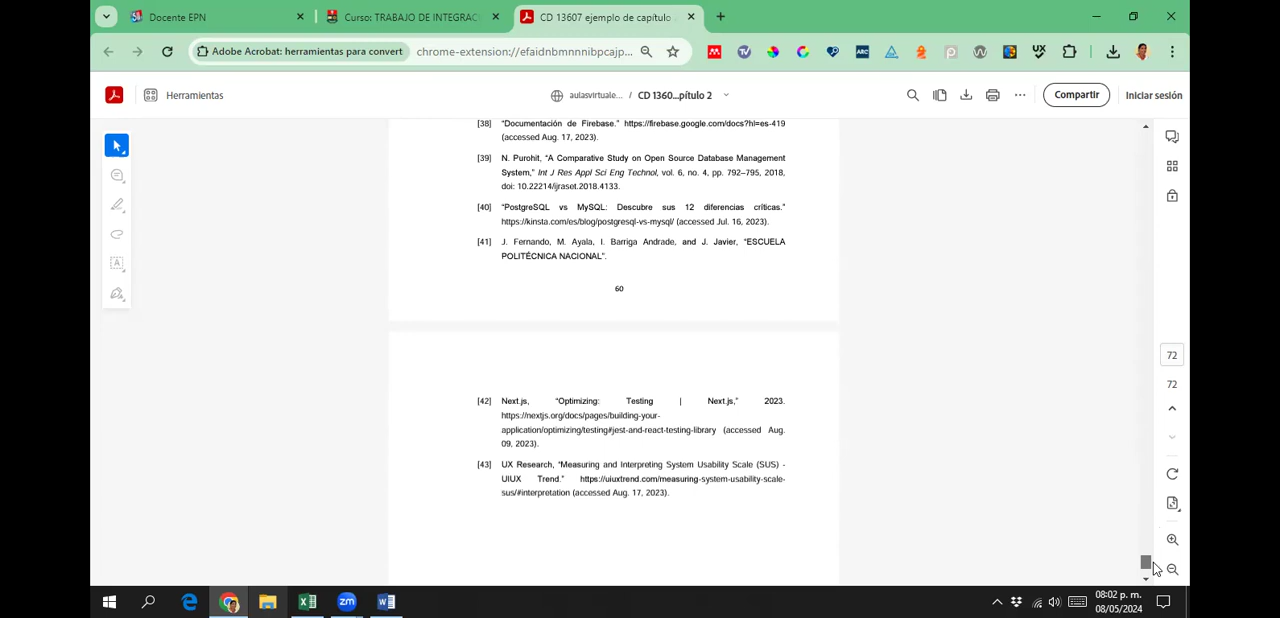 Docente EPN
Curso: TRABAJO DE INTEGRAC
CD 13607 ejemplo de capítulo
Adobe Acrobat: herramientas para convert
chrome-extension://efaidnbmnnnibpcajp...
Herramientas
aulasvirtuale... / CD 1360...pítulo 2
Compartir
Iniciar sesión
[38] “Documentación de Firebase.” https://firebase.google.com/docs?hl=es-419
(accessed Aug. 17, 2023).
[39] N. Purohit, “A Comparative Study on Open Source Database Management
System,” Int J Res Appl Sci Eng Technol, vol. 6, no. 4, pp. 792–795, 2018,
doi: 10.22214/ijraset.2018.4133.
[40] “PostgreSQL vs MySQL: Descubre sus 12 diferencias críticas.”
https://kinsta.com/es/blog/postgresql-vs-mysql/ (accessed Jul. 16, 2023).
[41] J. Fernando, M. Ayala, I. Barriga Andrade, and J. Javier, “ESCUELA
POLITÉCNICA NACIONAL”.
60
[42] Next.js, “Optimizing: Testing | Next.js,” 2023.
https://nextjs.org/docs/pages/building-your-
application/optimizing/testing#jest-and-react-testing-library (accessed Aug.
09, 2023).
[43] UX Research, “Measuring and Interpreting System Usability Scale (SUS) -
UIUX Trend.” https://uiuxtrend.com/measuring-system-usability-scale-
sus/#interpretation (accessed Aug. 17, 2023).
72
72
08:02 p. m.
08/05/2024